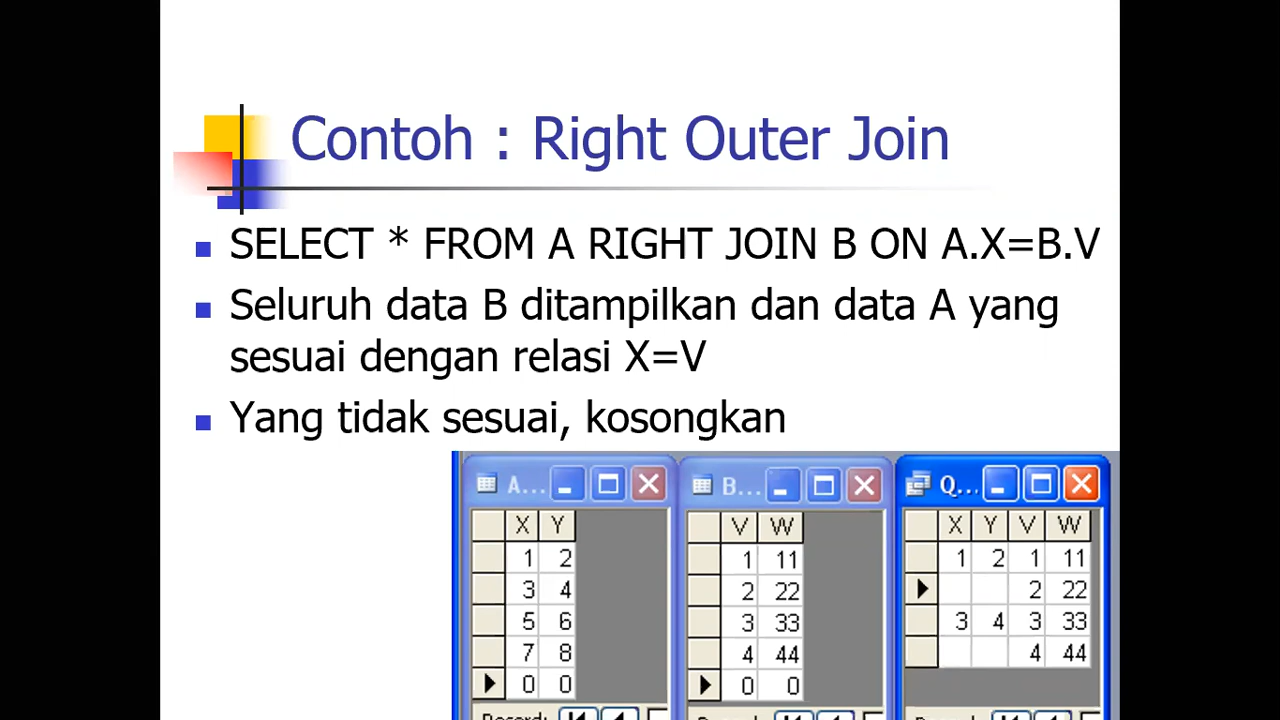 Contoh : Right Outer Join
SELECT * FROM A RIGHT JOIN B ON A.X=B.V
Seluruh data B ditampilkan dan data A yang
sesuai dengan relasi X=V
Yang tidak sesuai, kosongkan
A...
X Y
1 2
3 4
5 6
7 8
0 0
Record:
B...
V W
1 11
2 22
3 33
4 44
0 0
Q...
X Y V W
1 2 1 11
2 22
3 4 3 33
4 44